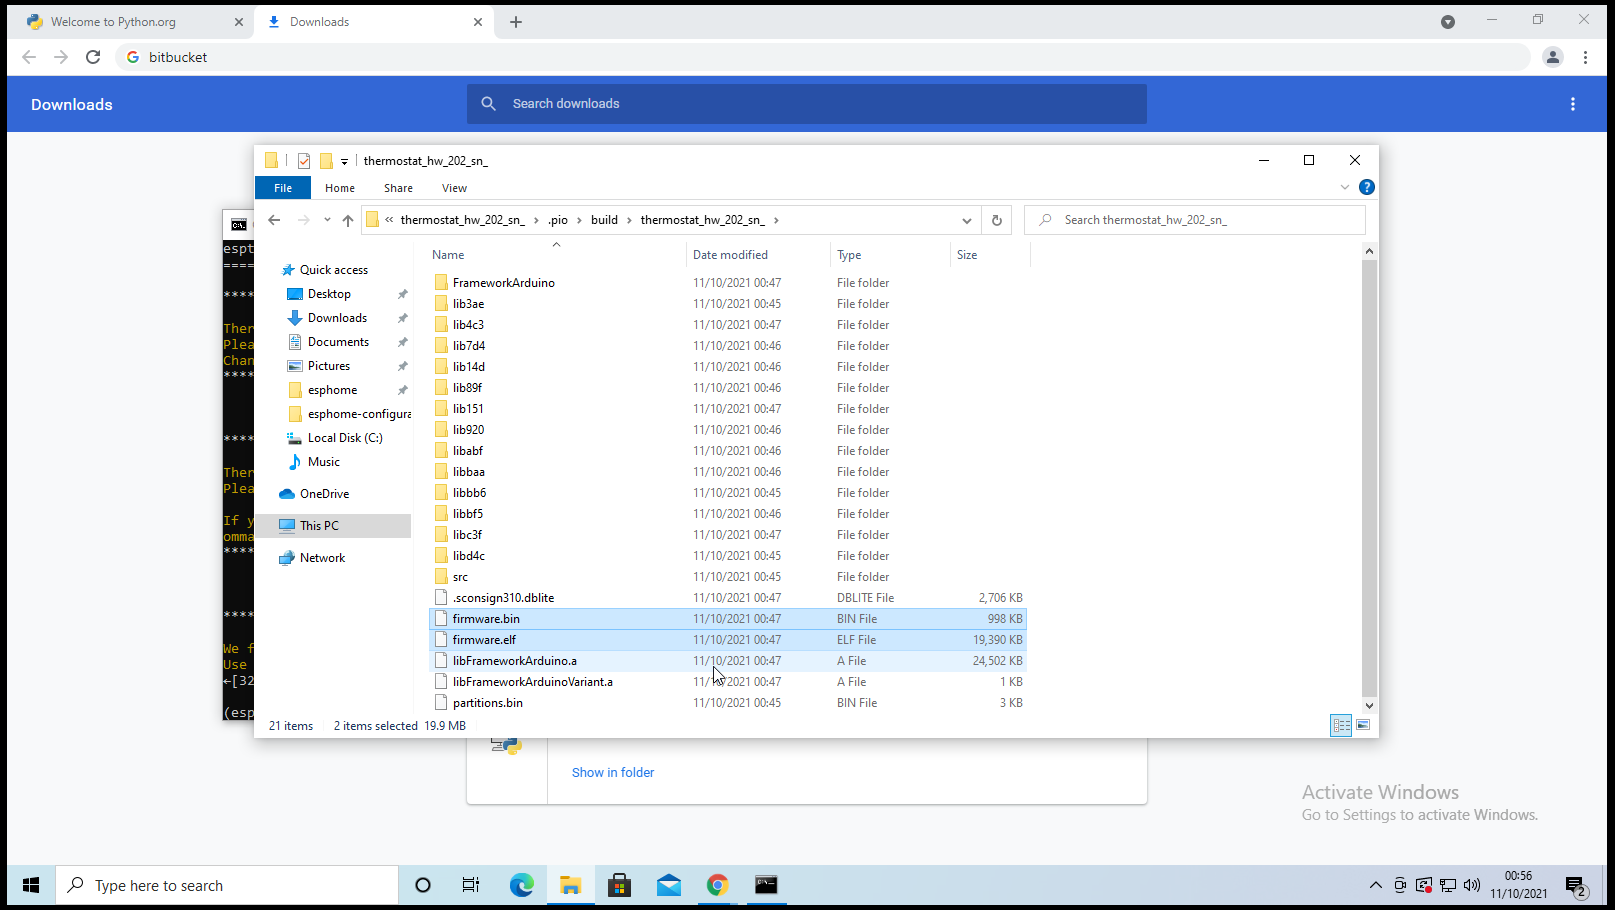 Welcome to Python.org
Downloads
bitbucket
Downloads
Search downloads
thermostat_hw_202_sn_
File Home Share View
« thermostat_hw_202_sn_ › .pio › build › thermostat_hw_202_sn_ ›
Search thermostat_hw_202_sn_
Name Date modified Type Size
Quick access
Desktop
Downloads
Documents
Pictures
esphome
esphome-configura
Local Disk (C:)
Music
OneDrive
This PC
Network
FrameworkArduino 11/10/2021 00:47 File folder
lib3ae 11/10/2021 00:45 File folder
lib4c3 11/10/2021 00:47 File folder
lib7d4 11/10/2021 00:46 File folder
lib14d 11/10/2021 00:46 File folder
lib89f 11/10/2021 00:46 File folder
lib151 11/10/2021 00:47 File folder
lib920 11/10/2021 00:46 File folder
libabf 11/10/2021 00:46 File folder
libbaa 11/10/2021 00:46 File folder
libbb6 11/10/2021 00:45 File folder
libbf5 11/10/2021 00:47 File folder
libc3f 11/10/2021 00:46 File folder
libd4c 11/10/2021 00:45 File folder
src 11/10/2021 00:45 File folder
.sconsign310.dblite 11/10/2021 00:47 DBLITE File 2,706 KB
firmware.bin 11/10/2021 00:47 BIN File 998 KB
firmware.elf 11/10/2021 00:47 ELF File 19,390 KB
libFrameworkArduino.a 11/10/2021 00:47 A File 24,502 KB
libFrameworkArduinoVariant.a 11/10/2021 00:47 A File 1 KB
partitions.bin 11/10/2021 00:45 BIN File 3 KB
21 items 2 items selected 19.9 MB
espt
====
****
Ther
Plea
Chan
****
****
Ther
Plea
If y
omma
****
****
We f
Use
←[32
(esp
Show in folder
Activate Windows
Go to Settings to activate Windows.
Type here to search
00:56
11/10/2021
2